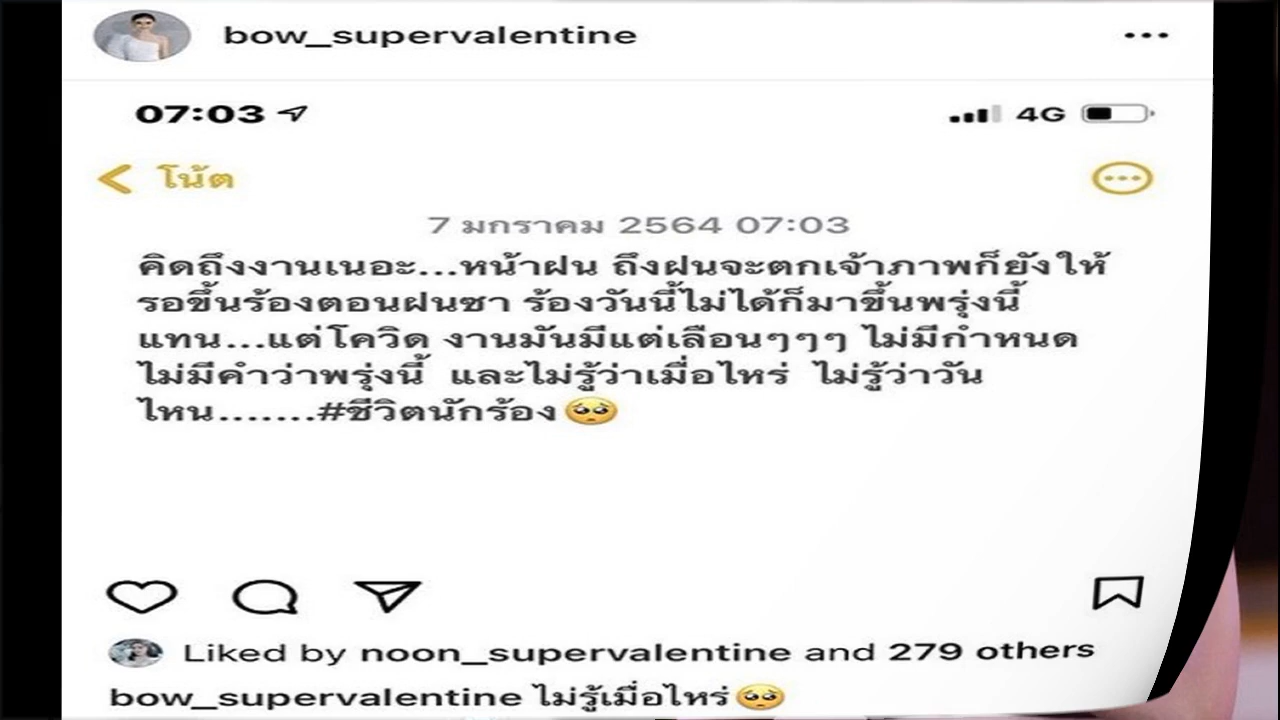 bow_supervalentine
07:03 4G
โน้ต
7 มกราคม 2564 07:03
คิดถึงงานเนอะ...หน้าฝน ถึงฝนจะตกเจ้าภาพก็ยังให้
รอขึ้นร้องตอนฝนซา ร้องวันนี้ไม่ได้ก็มาขึ้นพรุ่งนี้
แทน...แต่โควิด งานมันมีแต่เลือนๆๆๆ ไม่มีกำหนด
ไม่มีคำว่าพรุ่งนี้ และไม่รู้ว่าเมื่อไหร่ ไม่รู้ว่าวัน
ไหน.......#ชีวิตนักร้อง🥺
Liked by noon_supervalentine and 279 others
bow_supervalentine ไม่รู้เมื่อไหร่🥺